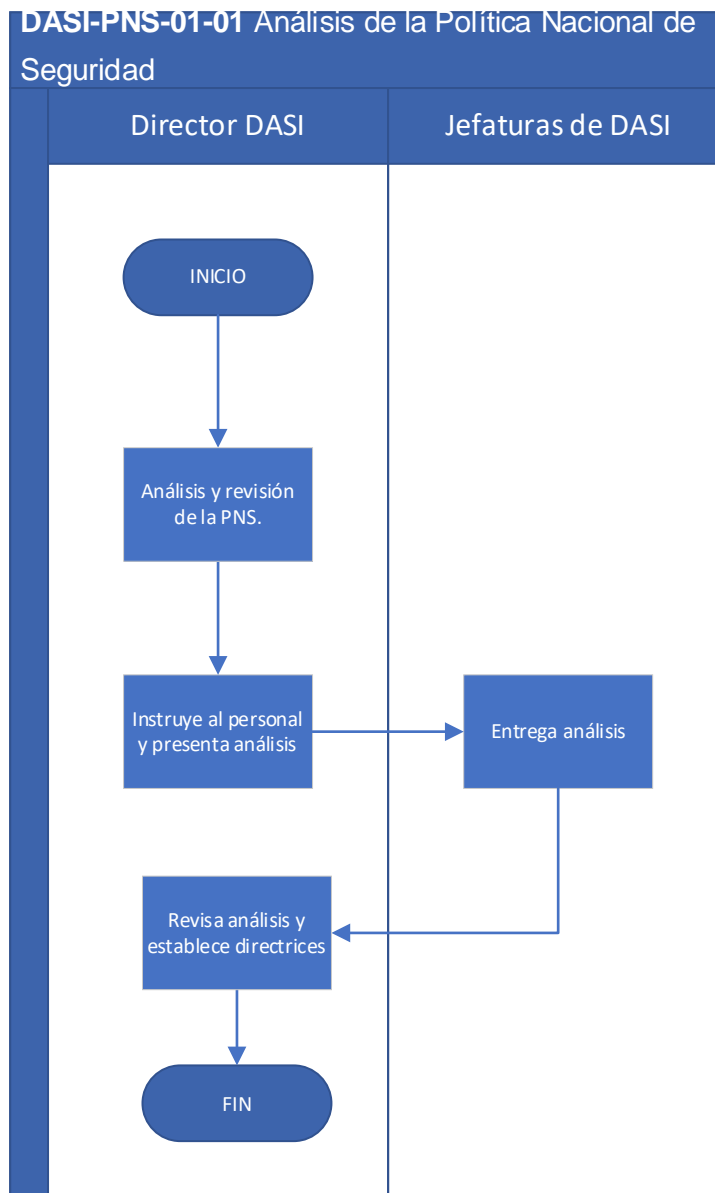 DASI-PNS-01-01 Análisis de la Política Nacional de
Seguridad
Director DASI
Jefaturas de DASI
INICIO
Análisis y revisión
de la PNS.
Instruye al personal
y presenta análisis
Entrega análisis
Revisa análisis y
establece directrices
FIN